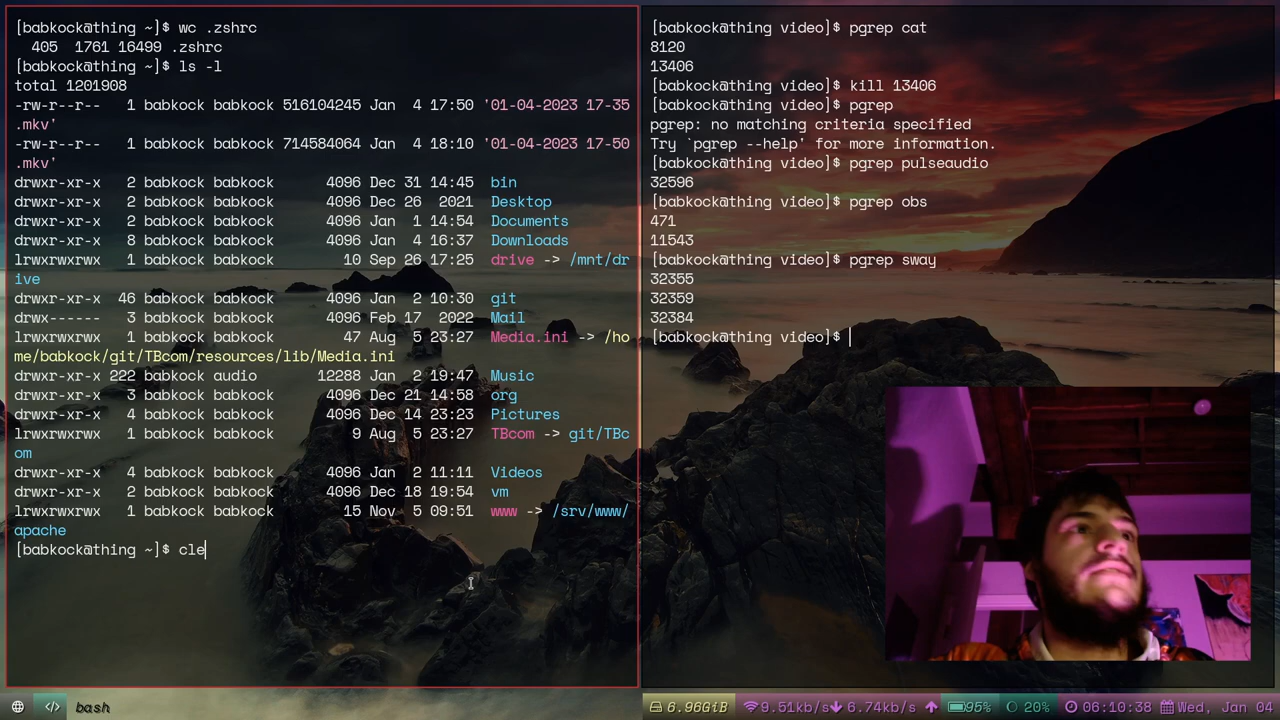 [babkock@thing ~]$ wc .zshrc
  405  1761 16499 .zshrc
[babkock@thing ~]$ ls -l
total 1201908
-rw-r--r--   1 babkock babkock 516104245 Jan  4 17:50 '01-04-2023 17-35
.mkv'
-rw-r--r--   1 babkock babkock 714584064 Jan  4 18:10 '01-04-2023 17-50
.mkv'
drwxr-xr-x   2 babkock babkock      4096 Dec 31 14:45  bin
drwxr-xr-x   2 babkock babkock      4096 Dec 26  2021  Desktop
drwxr-xr-x   2 babkock babkock      4096 Jan  1 14:54  Documents
drwxr-xr-x   8 babkock babkock      4096 Jan  4 16:37  Downloads
lrwxrwxrwx   1 babkock babkock        10 Sep 26 17:25  drive -> /mnt/dr
ive
drwxr-xr-x  46 babkock babkock      4096 Jan  2 10:30  git
drwx------   3 babkock babkock      4096 Feb 17  2022  Mail
lrwxrwxrwx   1 babkock babkock        47 Aug  5 23:27  Media.ini -> /ho
me/babkock/git/TBcom/resources/lib/Media.ini
drwxr-xr-x 222 babkock audio       12288 Jan  2 19:47  Music
drwxr-xr-x   3 babkock babkock      4096 Dec 21 14:58  org
drwxr-xr-x   4 babkock babkock      4096 Dec 14 23:23  Pictures
lrwxrwxrwx   1 babkock babkock         9 Aug  5 23:27  TBcom -> git/TBc
om
drwxr-xr-x   4 babkock babkock      4096 Jan  2 11:11  Videos
drwxr-xr-x   2 babkock babkock      4096 Dec 18 19:54  vm
lrwxrwxrwx   1 babkock babkock        15 Nov  5 09:51  www -> /srv/www/
apache
[babkock@thing ~]$ cle
[babkock@thing video]$ pgrep cat
8120
13406
[babkock@thing video]$ kill 13406
[babkock@thing video]$ pgrep
pgrep: no matching criteria specified
Try `pgrep --help' for more information.
[babkock@thing video]$ pgrep pulseaudio
32596
[babkock@thing video]$ pgrep obs
471
11543
[babkock@thing video]$ pgrep sway
32355
32359
32384
[babkock@thing video]$
</> bash 6.96GiB 9.51kb/s 6.74kb/s 95% 20% 06:10:38 Wed, Jan 04